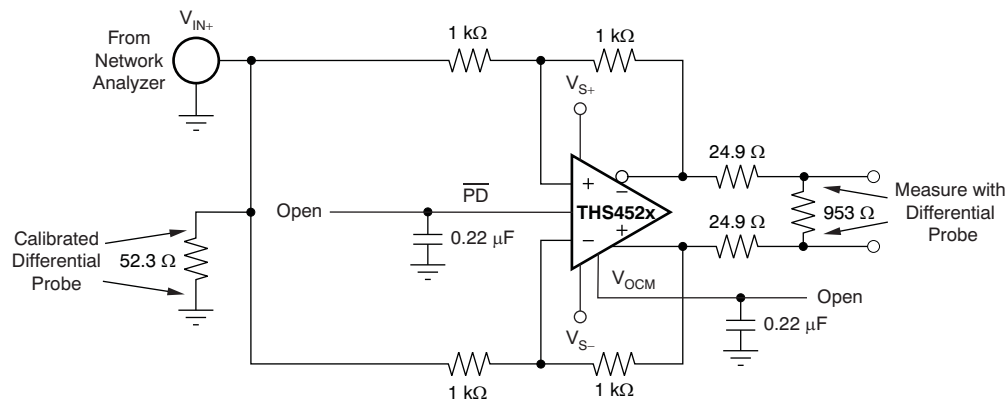 V_IN+
From
Network
Analyzer
1 kΩ
1 kΩ
V_S+
24.9 Ω
Open
PD
+
−
THS452x
+
−
0.22 μF
953 Ω
Measure with
Differential
Probe
24.9 Ω
Calibrated
Differential
Probe
52.3 Ω
V_OCM
Open
V_S−
0.22 μF
1 kΩ
1 kΩ